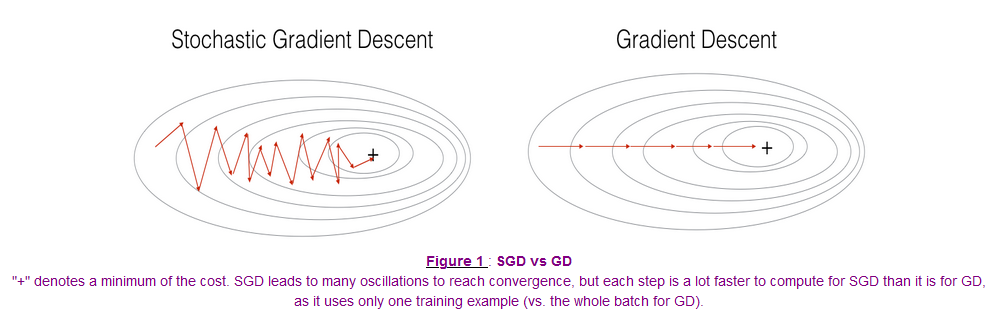 Stochastic Gradient Descent
Gradient Descent
+
+
Figure 1 : SGD vs GD
"+" denotes a minimum of the cost. SGD leads to many oscillations to reach convergence, but each step is a lot faster to compute for SGD than it is for GD,
as it uses only one training example (vs. the whole batch for GD).